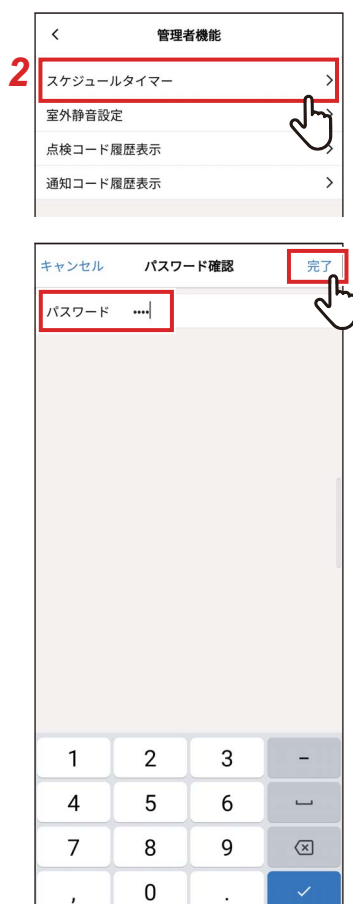 < 管理者機能
2
スケジュールタイマー >
室外静音設定 >
点検コード履歴表示 >
通知コード履歴表示 >
キャンセル パスワード確認 完了
パスワード ••••
1 2 3 −
4 5 6
7 8 9
, 0 .